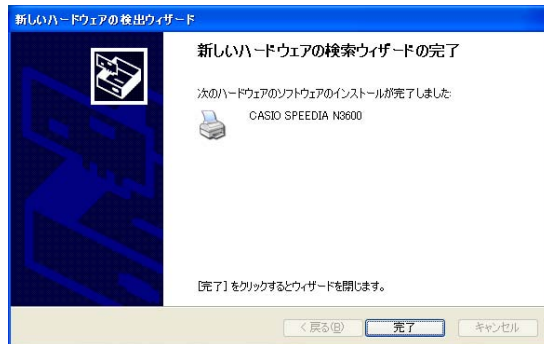 新しいハードウェアの検出ウィザード
新しいハードウェアの検索ウィザードの完了
次のハードウェアのソフトウェアのインストールが完了しました:
CASIO SPEEDIA N3600
[完了] をクリックするとウィザードを閉じます。
< 戻る(B) 完了 キャンセル